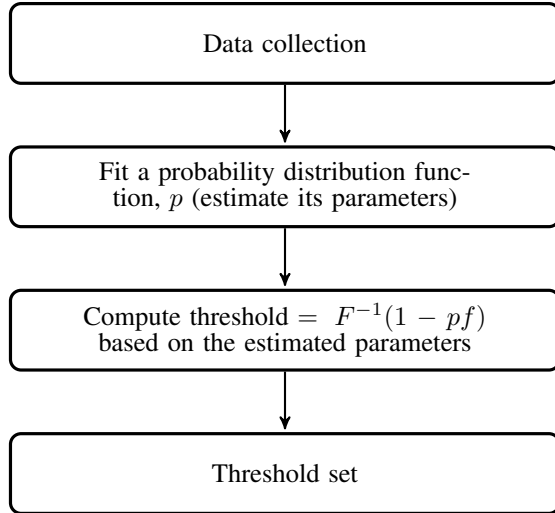 Data collection
Fit a probability distribution func-
tion, p (estimate its parameters)
Compute threshold = F⁻¹(1 − pf)
based on the estimated parameters
Threshold set